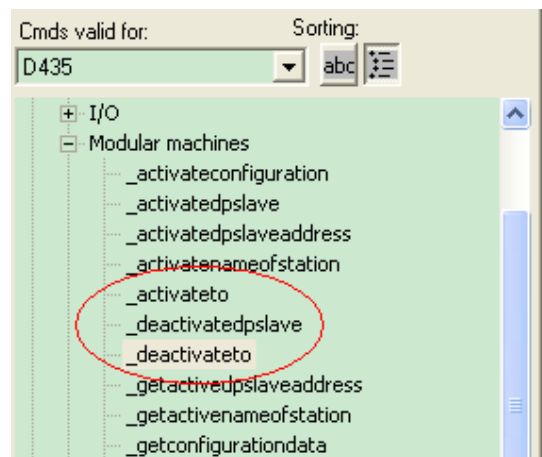 Cmds valid for: Sorting:
D435 abc
I/O
Modular machines
_activateconfiguration
_activatedpslave
_activatedpslaveaddress
_activatenameofstation
_activateto
_deactivatedpslave
_deactivateto
_getactivedpslaveaddress
_getactivenameofstation
_getconfigurationdata